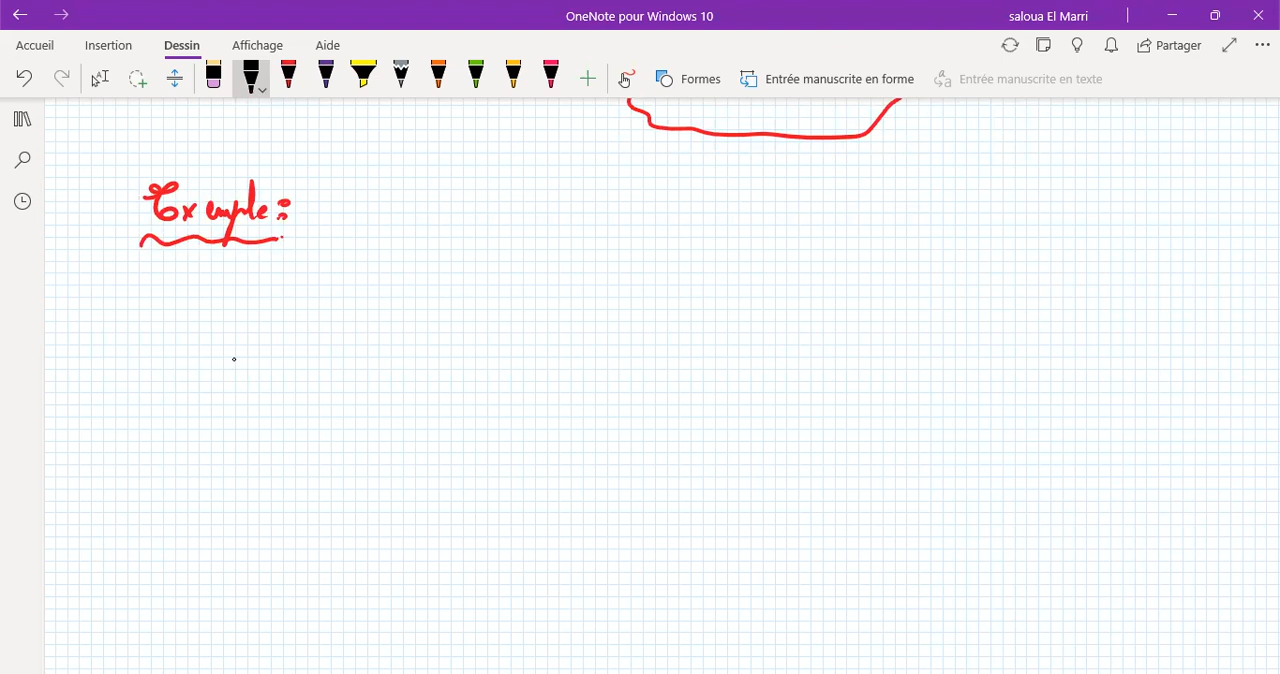 OneNote pour Windows 10
saloua El Marri
Accueil Insertion Dessin Affichage Aide
Partager
Formes
Entrée manuscrite en forme
Entrée manuscrite en texte
Exemple: